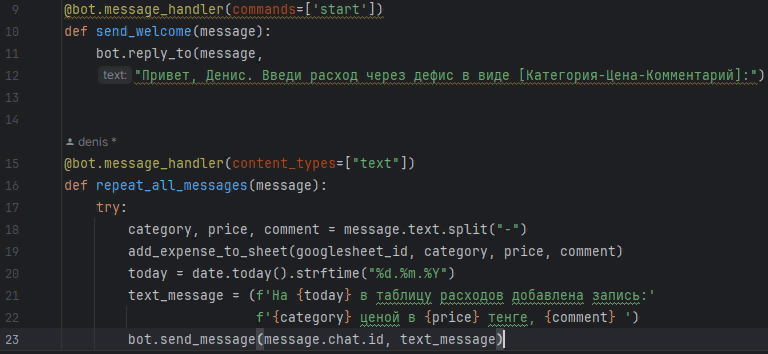 9 @bot.message_handler(commands=['start'])
10 def send_welcome(message):
11 bot.reply_to(message,
12 text: "Привет, Денис. Введи расход через дефис в виде [Категория-Цена-Комментарий]:")
13
14
denis *
15 @bot.message_handler(content_types=["text"])
16 def repeat_all_messages(message):
17 try:
18 category, price, comment = message.text.split("-")
19 add_expense_to_sheet(googlesheet_id, category, price, comment)
20 today = date.today().strftime("%d.%m.%Y")
21 text_message = (f'На {today} в таблицу расходов добавлена запись:'
22 f'{category} ценой в {price} тенге, {comment} ')
23 bot.send_message(message.chat.id, text_message)